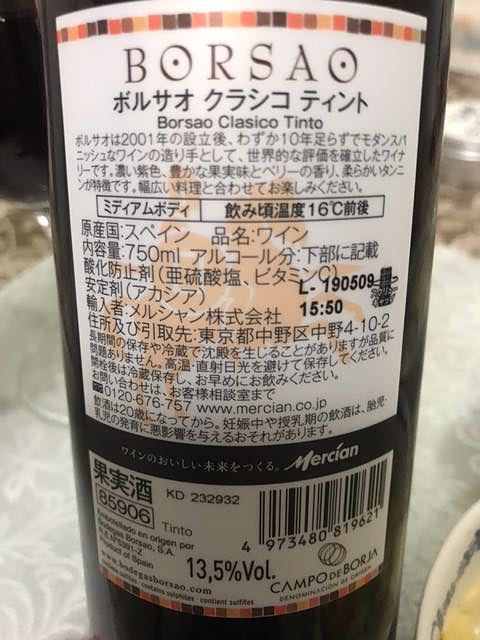 BORSAO
ボルサオ クラシコ ティント
Borsao Clasico Tinto
ボルサオは2001年の設立後、わずか10年足らずでモダンスパ
ニッシュなワインの造り手として、世界的な評価を確立したワイナ
リーです。濃い紫色、豊かな果実味とベリーの香り、柔らかいタンニ
ンが特徴です。幅広い料理と合わせてお楽しみください。
ミディアムボディ 飲み頃温度16℃前後
原産国:スペイン 品名:ワイン
内容量:750ml アルコール分:下部に記載
酸化防止剤(亜硫酸塩、ビタミンC)
安定剤(アカシア)
L- 190509
15:50
輸入者:メルシャン株式会社
住所及び引取先:東京都中野区中野4-10-2
長期間の保存や冷蔵で沈殿を生じることがありますが品質に
問題ありません。高温・直射日光を避けて保存してください。
開栓後は冷蔵保存し、お早めにお飲みください。
お問い合わせは、お客様相談室まで
0120-676-757 www.mercian.co.jp
飲酒は20歳になってから。妊娠中や授乳期の飲酒は、胎児・
乳児の発育に悪影響を与えるおそれがあります。
ワインのおいしい未来をつくる。 Mercian
果実酒
85906
KD 232932
Tinto
Embotellado en origen por
Bodegas Borsao, S.A.
Product of Spain
www.bodegasborsao.com
contiene sulfitos contains sulphites contient sulfites
13,5%Vol.
4 973480 819621
CAMPO DE BORJA
DENOMINACIÓN DE ORIGEN